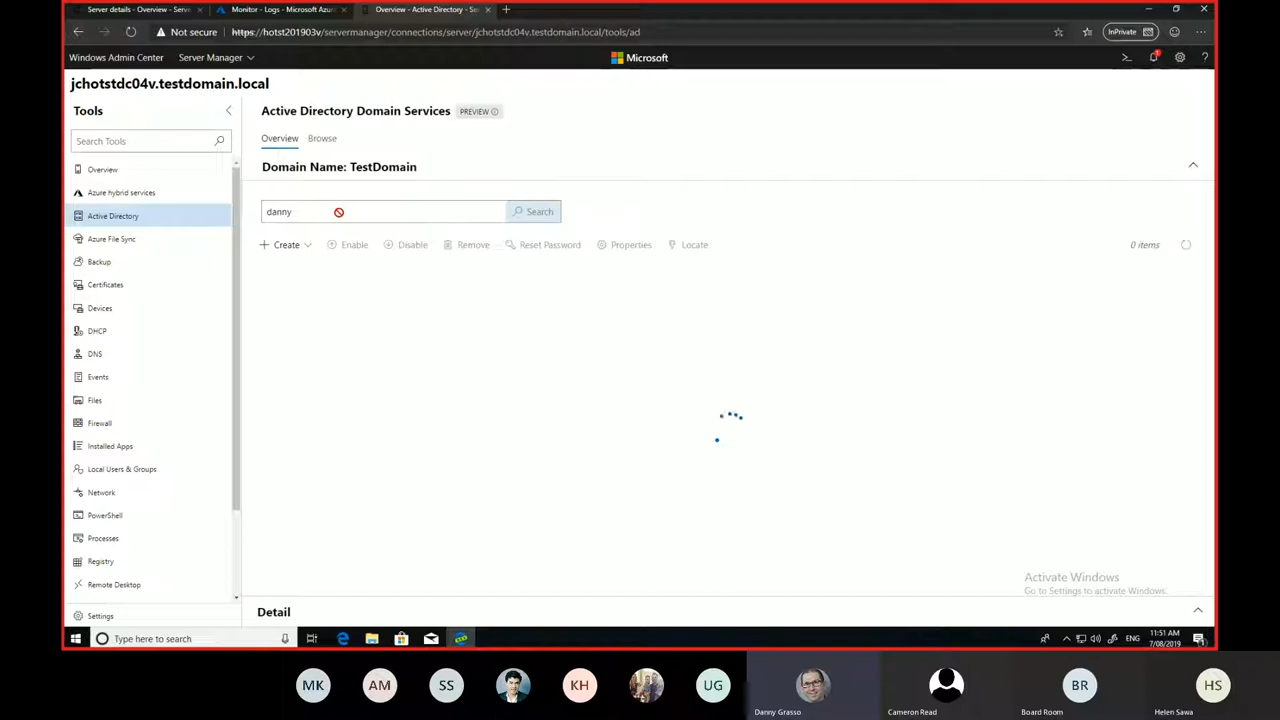 Server details - Overview - Serve
Monitor - Logs - Microsoft Azure
Overview - Active Directory - Se
Not secure
https://hotst201903v/servermanager/connections/server/jchotstdc04v.testdomain.local/tools/ad
InPrivate
Windows Admin Center
Server Manager
Microsoft
jchotstdc04v.testdomain.local
Tools
Search Tools
Overview
Azure hybrid services
Active Directory
Azure File Sync
Backup
Certificates
Devices
DHCP
DNS
Events
Files
Firewall
Installed Apps
Local Users & Groups
Network
PowerShell
Processes
Registry
Remote Desktop
Settings
Active Directory Domain Services
PREVIEW
Overview
Browse
Domain Name: TestDomain
danny
Search
Create
Enable
Disable
Remove
Reset Password
Properties
Locate
0 items
Activate Windows
Go to Settings to activate Windows.
Detail
Type here to search
ENG
11:51 AM
7/08/2019
MK
AM
SS
KH
UG
BR
HS
Danny Grasso
Cameron Read
Board Room
Helen Sawa